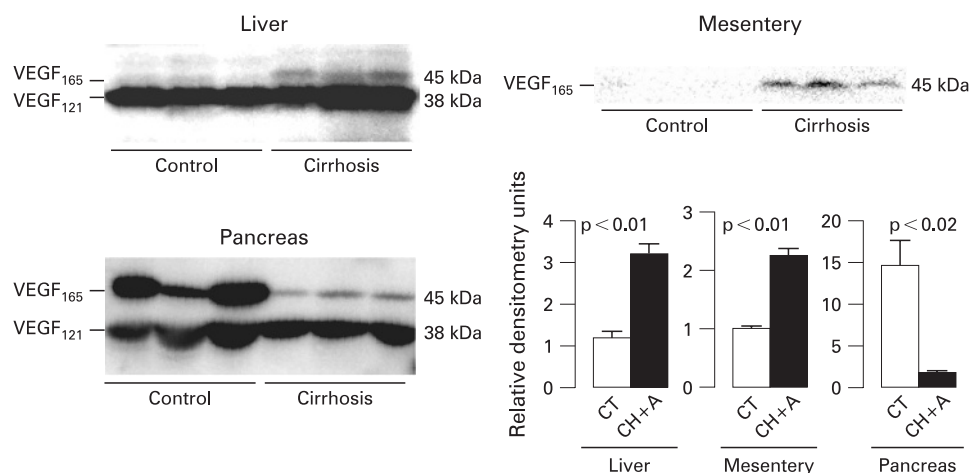 Liver
VEGF165
VEGF121
45 kDa
38 kDa
Control
Cirrhosis
Mesentery
VEGF165
45 kDa
Control
Cirrhosis
Pancreas
VEGF165
VEGF121
45 kDa
38 kDa
Control
Cirrhosis
Relative densitometry units
4
3
2
1
0
p < 0.01
CT
CH+A
Liver
3
2
1
0
p < 0.01
CT
CH+A
Mesentery
20
15
10
5
0
p < 0.02
CT
CH+A
Pancreas